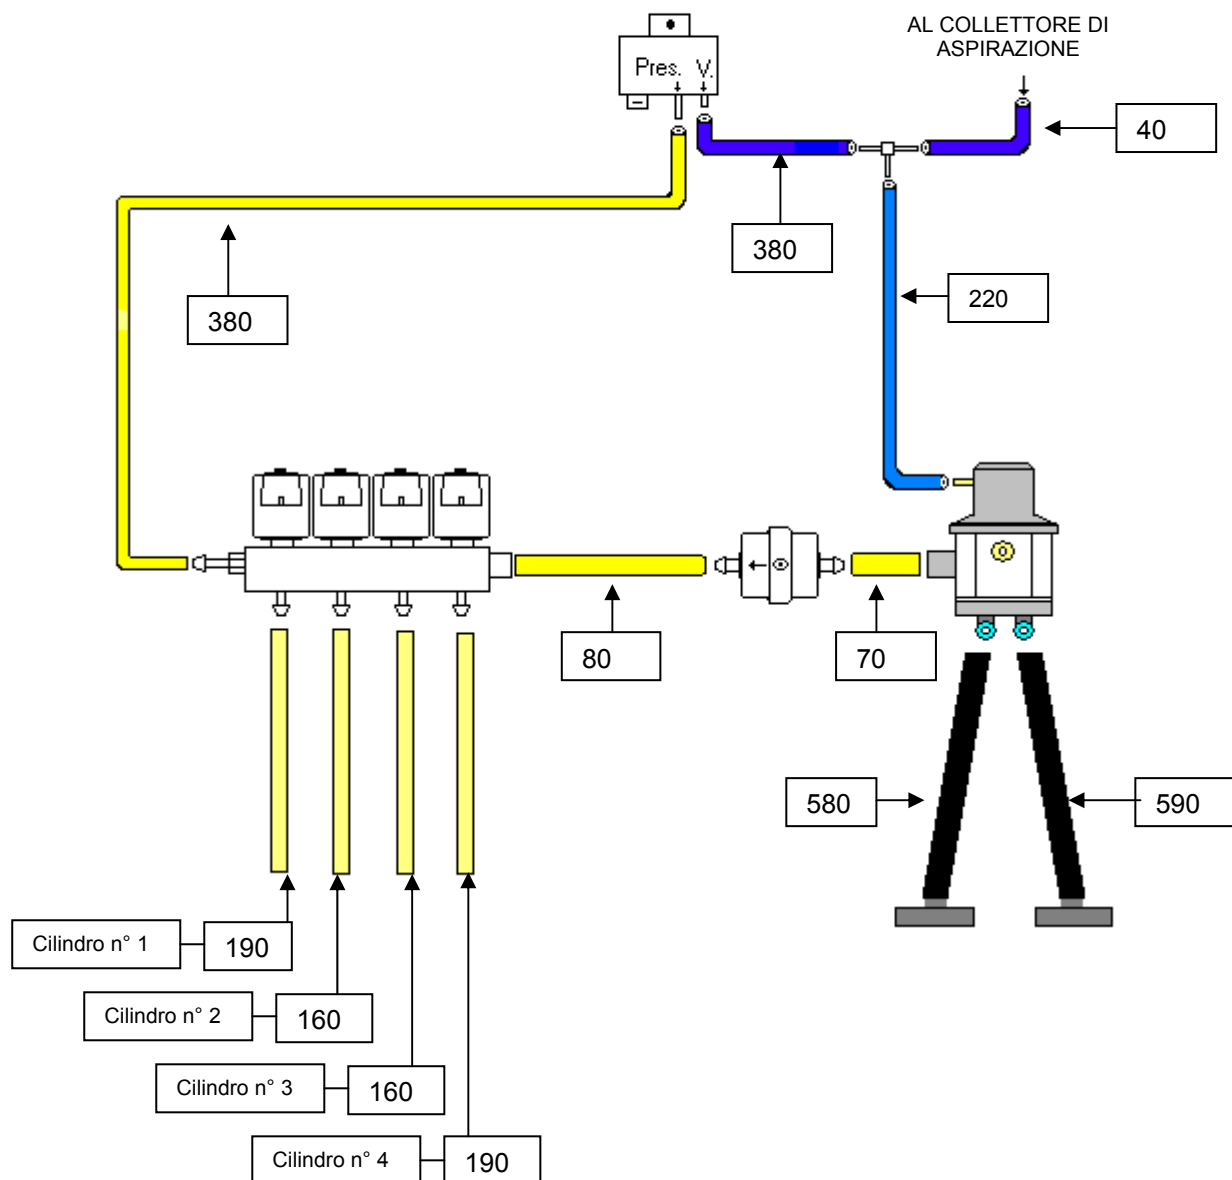 AL COLLETTORE DI
ASPIRAZIONE
Pres. V.
40
380
380
220
80
70
580
590
Cilindro n° 1
190
Cilindro n° 2
160
Cilindro n° 3
160
Cilindro n° 4
190